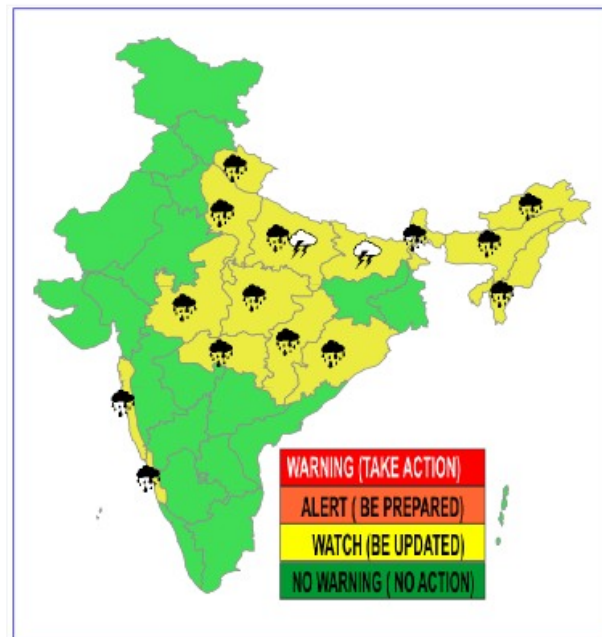 WARNING (TAKE ACTION)
ALERT ( BE PREPARED)
WATCH (BE UPDATED)
NO WARNING ( NO ACTION)